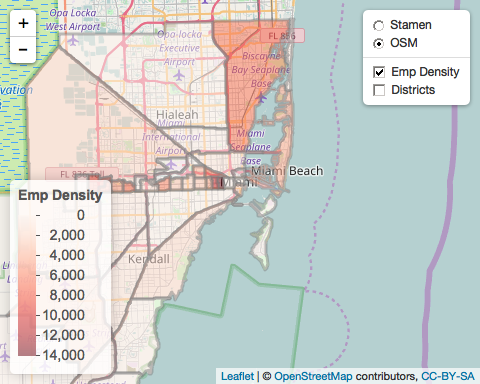 +
−
Opa Locka
West Airport
Opa-locka
Executive
Airport
FL 856
Biscayne
Bay Seaplane
Base
Hialeah
Miami
International
Airport
Miami
Seaplane
Base
Miami Beach
Miami
FL 836 Toll
Kendall
Stamen
OSM
Emp Density
Districts
Emp Density
0
2,000
4,000
6,000
8,000
10,000
12,000
14,000
Leaflet | © OpenStreetMap contributors, CC-BY-SA